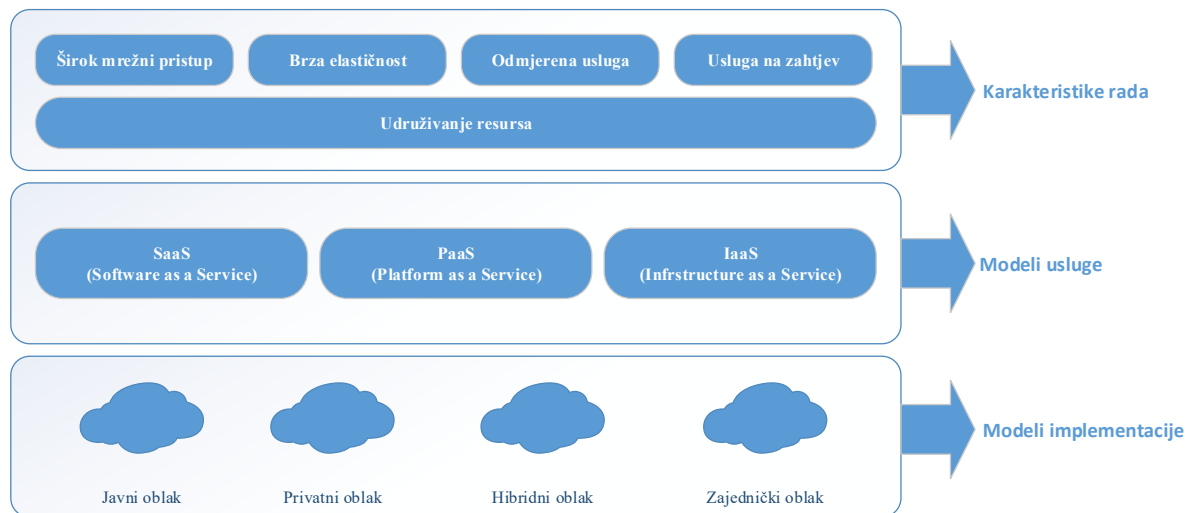 Širok mrežni pristup
Brza elastičnost
Odmjerena usluga
Usluga na zahtjev
Udruživanje resursa
Karakteristike rada
SaaS
(Software as a Service)
PaaS
(Platform as a Service)
IaaS
(Infrstructure as a Service)
Modeli usluge
Javni oblak
Privatni oblak
Hibridni oblak
Zajednički oblak
Modeli implementacije